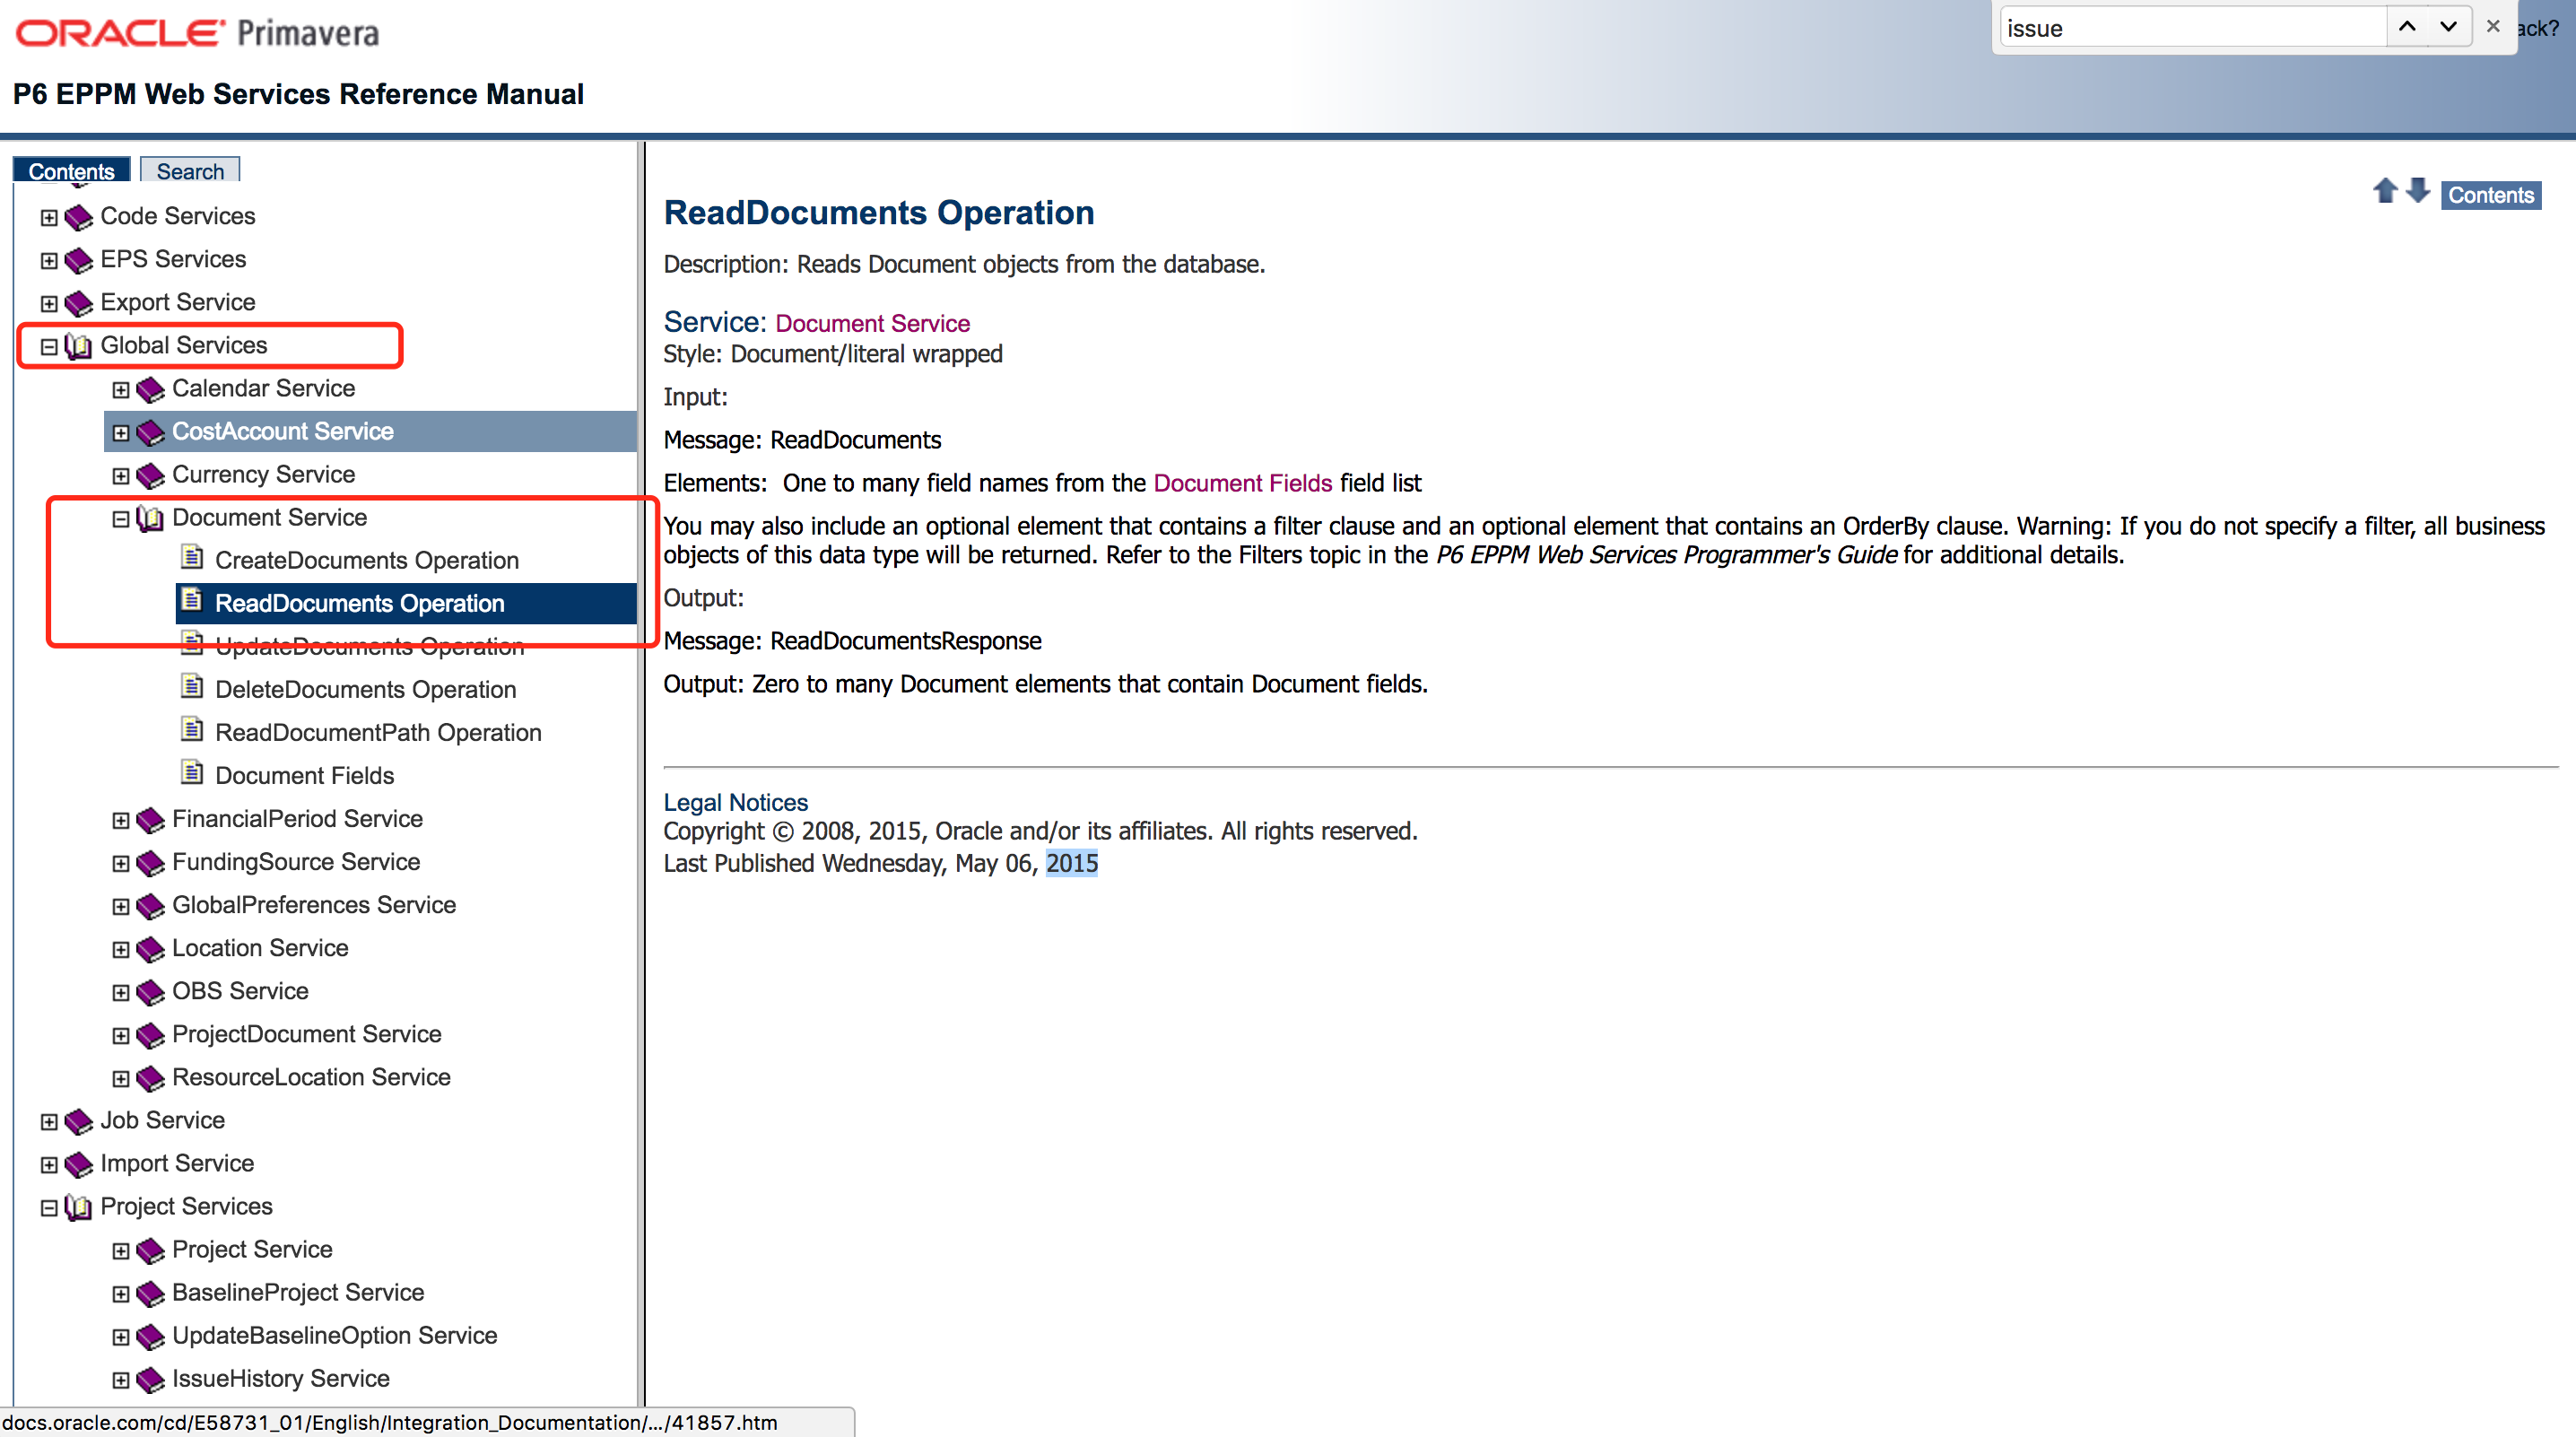 ORACLE Primavera
issue
ack?
P6 EPPM Web Services Reference Manual
Contents
Search
Code Services
EPS Services
Export Service
Global Services
Calendar Service
CostAccount Service
Currency Service
Document Service
CreateDocuments Operation
ReadDocuments Operation
UpdateDocuments Operation
DeleteDocuments Operation
ReadDocumentPath Operation
Document Fields
FinancialPeriod Service
FundingSource Service
GlobalPreferences Service
Location Service
OBS Service
ProjectDocument Service
ResourceLocation Service
Job Service
Import Service
Project Services
Project Service
BaselineProject Service
UpdateBaselineOption Service
IssueHistory Service
docs.oracle.com/cd/E58731_01/English/Integration_Documentation/.../41857.htm
Contents
ReadDocuments Operation
Description: Reads Document objects from the database.
Service: Document Service
Style: Document/literal wrapped
Input:
Message: ReadDocuments
Elements: One to many field names from the Document Fields field list
You may also include an optional element that contains a filter clause and an optional element that contains an OrderBy clause. Warning: If you do not specify a filter, all business
objects of this data type will be returned. Refer to the Filters topic in the P6 EPPM Web Services Programmer's Guide for additional details.
Output:
Message: ReadDocumentsResponse
Output: Zero to many Document elements that contain Document fields.
Legal Notices
Copyright © 2008, 2015, Oracle and/or its affiliates. All rights reserved.
Last Published Wednesday, May 06, 2015